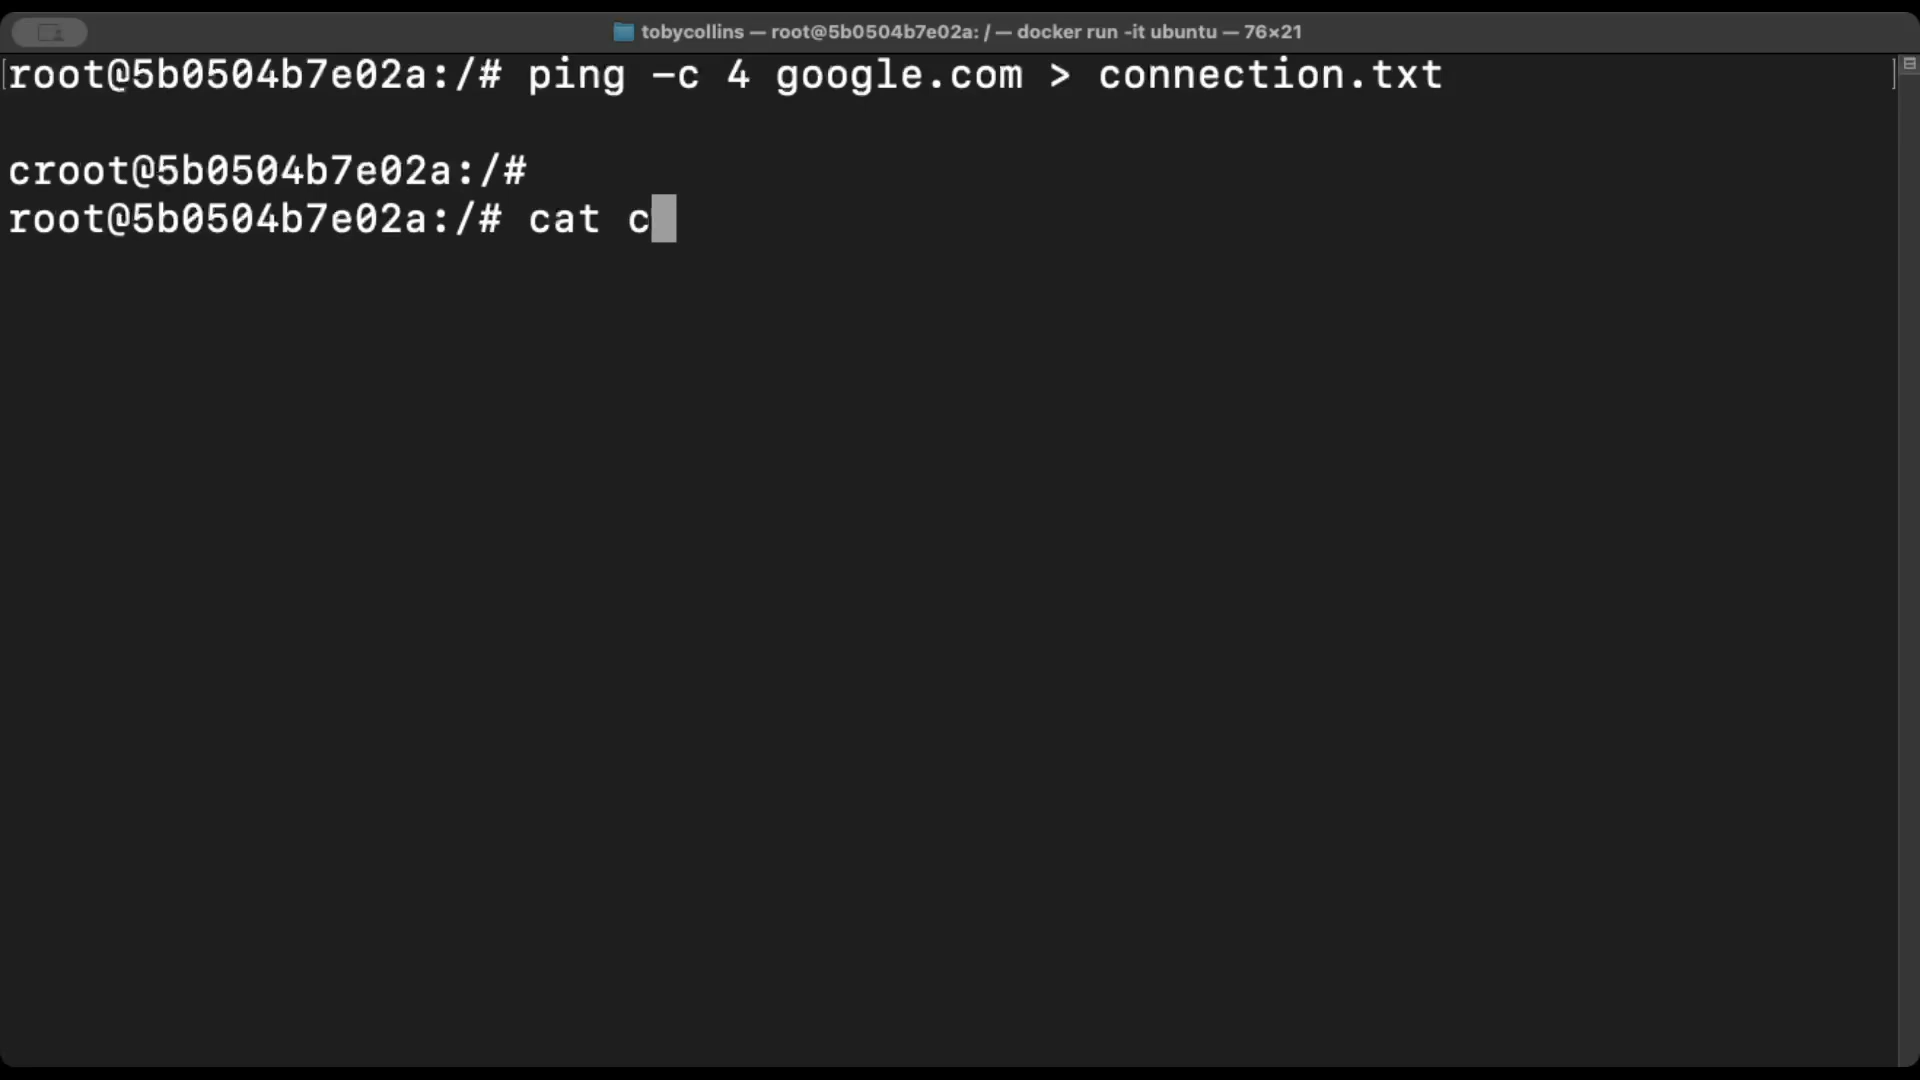 tobycollins — root@5b0504b7e02a: / — docker run -it ubuntu — 76×21
root@5b0504b7e02a:/# ping -c 4 google.com > connection.txt
croot@5b0504b7e02a:/#
root@5b0504b7e02a:/# cat c